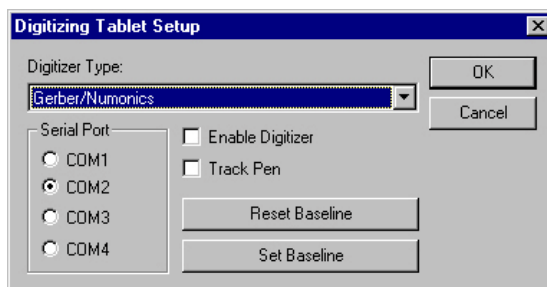 Digitizing Tablet Setup
Digitizer Type:
Gerber/Numonics
OK
Cancel
Serial Port
COM1
COM2
COM3
COM4
Enable Digitizer
Track Pen
Reset Baseline
Set Baseline